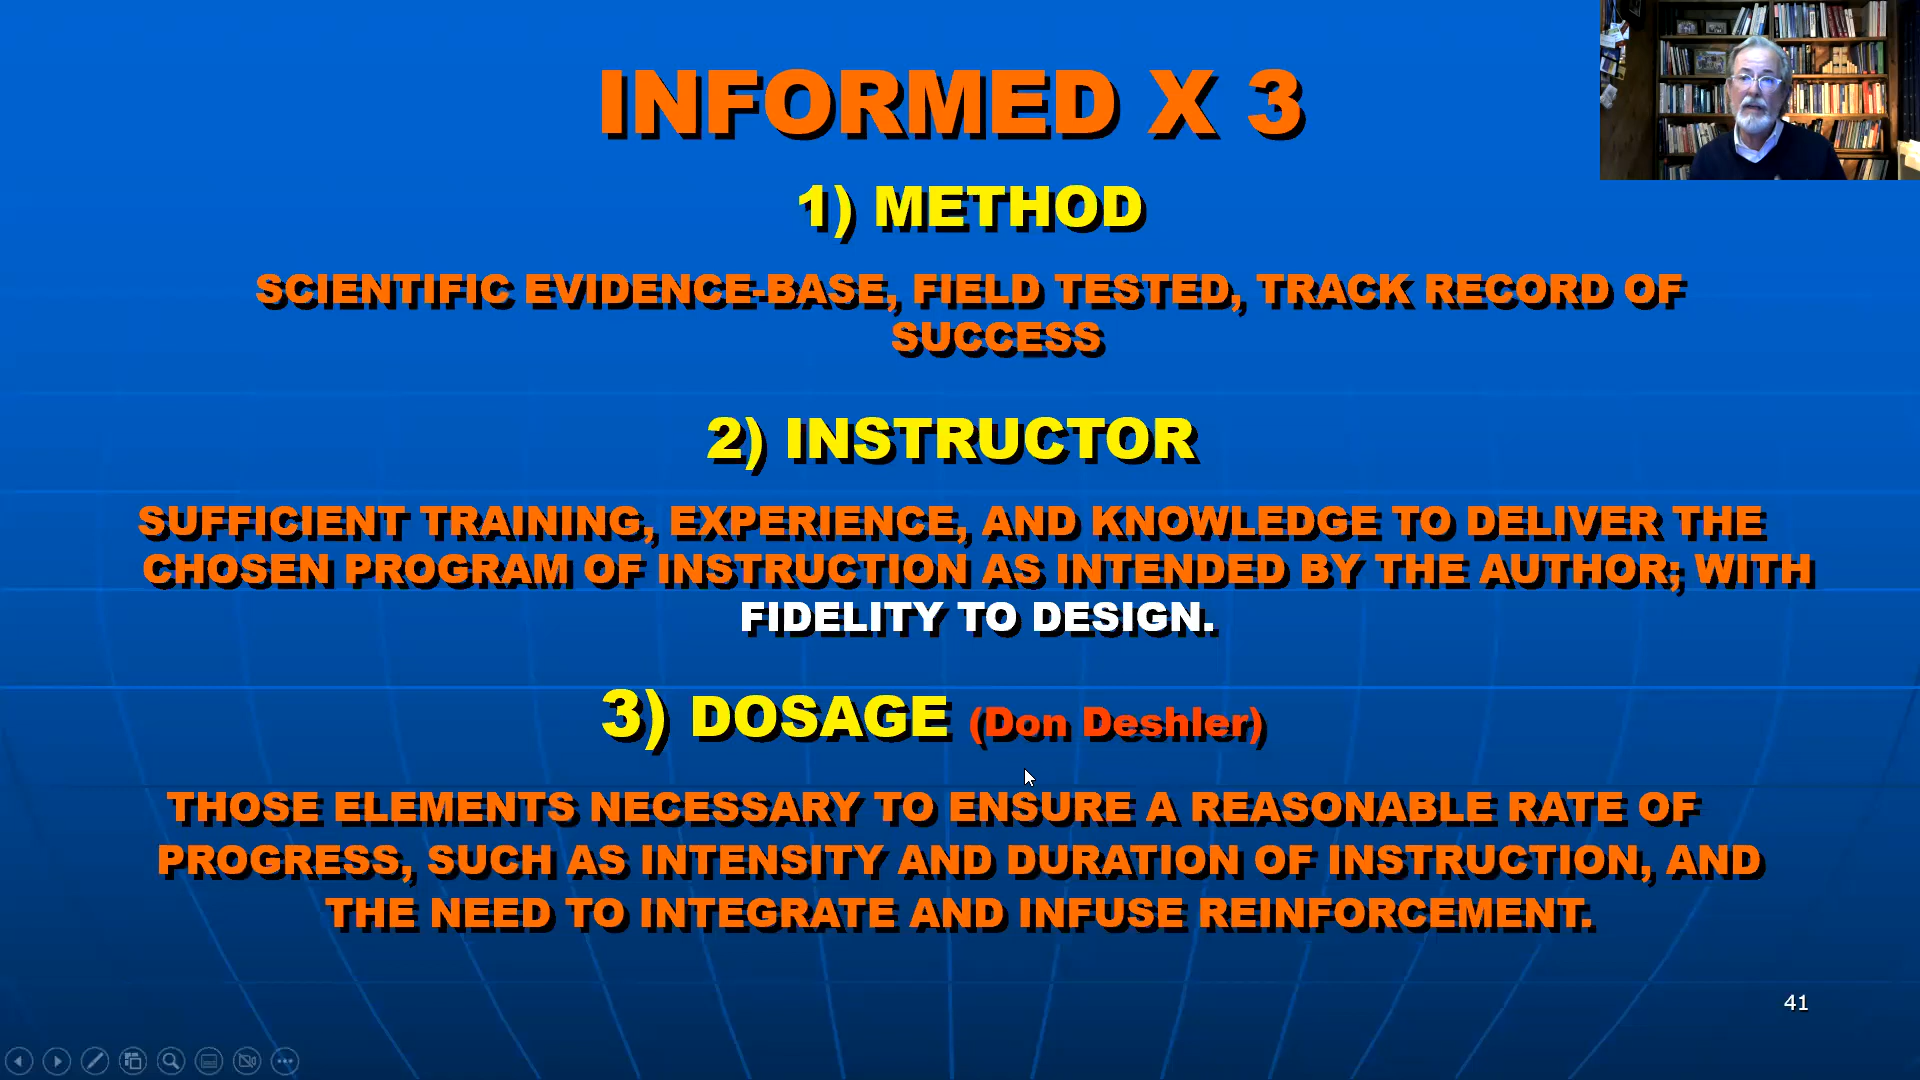 INFORMED X 3
1) METHOD
SCIENTIFIC EVIDENCE-BASE, FIELD TESTED, TRACK RECORD OF
SUCCESS
2) INSTRUCTOR
SUFFICIENT TRAINING, EXPERIENCE, AND KNOWLEDGE TO DELIVER THE
CHOSEN PROGRAM OF INSTRUCTION AS INTENDED BY THE AUTHOR; WITH
FIDELITY TO DESIGN.
3) DOSAGE (Don Deshler)
THOSE ELEMENTS NECESSARY TO ENSURE A REASONABLE RATE OF
PROGRESS, SUCH AS INTENSITY AND DURATION OF INSTRUCTION, AND
THE NEED TO INTEGRATE AND INFUSE REINFORCEMENT.
41